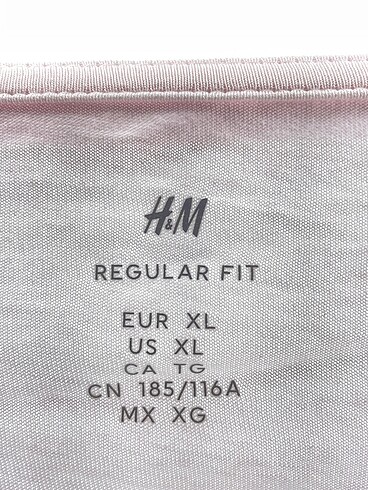 H&M
REGULAR FIT
EUR XL
US XL
CA TG
CN 185/116A
MX XG